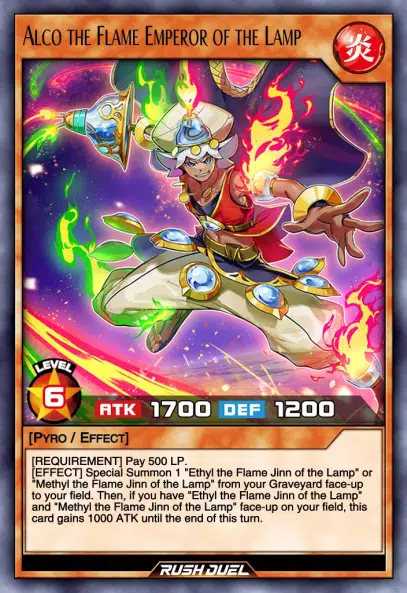 ALCO THE FLAME EMPEROR OF THE LAMP
炎
LEVEL
6
ATK 1700 DEF 1200
[PYRO / EFFECT]
[REQUIREMENT] Pay 500 LP.
[EFFECT] Special Summon 1 "Ethyl the Flame Jinn of the Lamp" or
"Methyl the Flame Jinn of the Lamp" from your Graveyard face-up
to your field. Then, if you have "Ethyl the Flame Jinn of the Lamp"
and "Methyl the Flame Jinn of the Lamp" face-up on your field, this
card gains 1000 ATK until the end of this turn.
RUSH DUEL